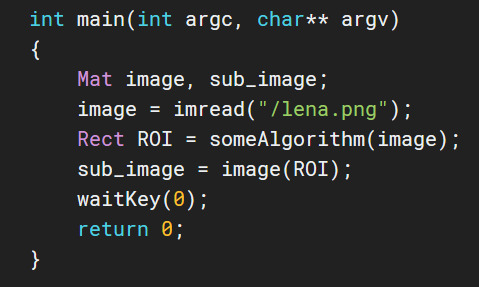 int main(int argc, char** argv)
{
    Mat image, sub_image;
    image = imread("/lena.png");
    Rect ROI = someAlgorithm(image);
    sub_image = image(ROI);
    waitKey(0);
    return 0;
}